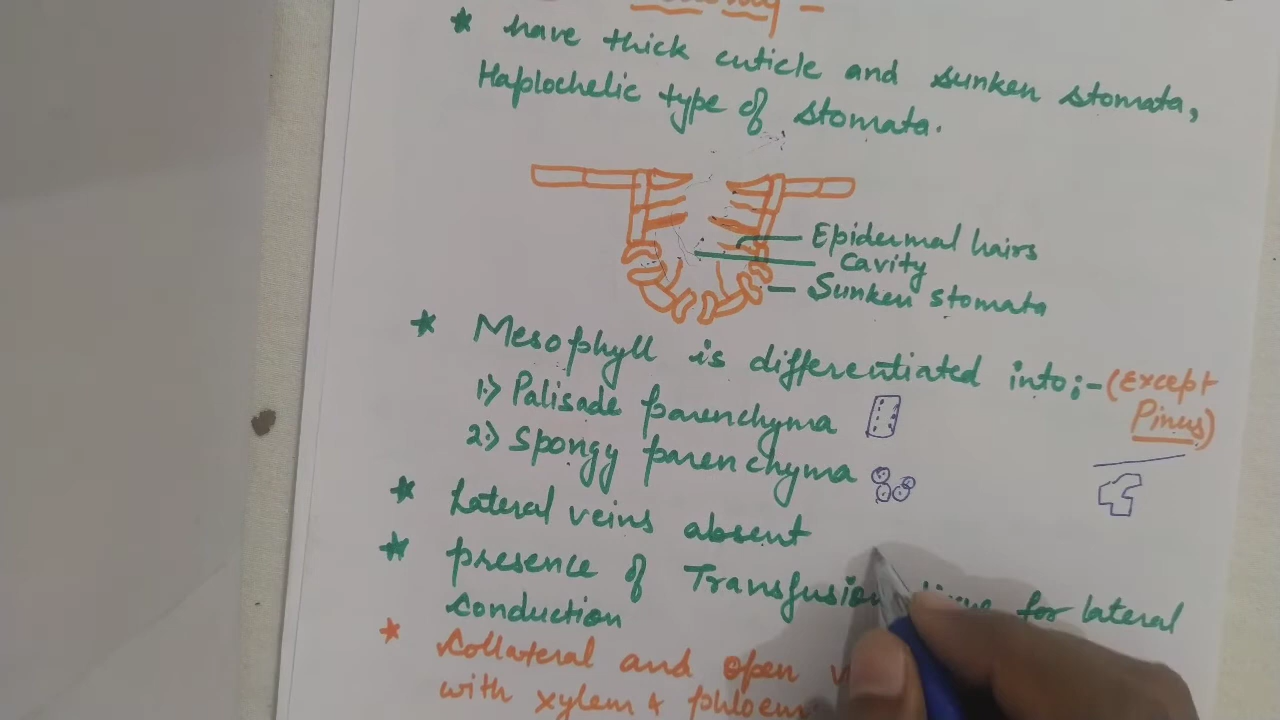 * have thick cuticle and sunken stomata,
Haplochelic type of stomata.
Epidermal hairs
Cavity
Sunken stomata
* Mesophyll is differentiated into;- (Except
Pinus)
1.) Palisade parenchyma
2.) Spongy parenchyma
* Lateral veins absent
* presence of Transfusion for lateral
conduction
* Collateral and open
with xylem & phloem